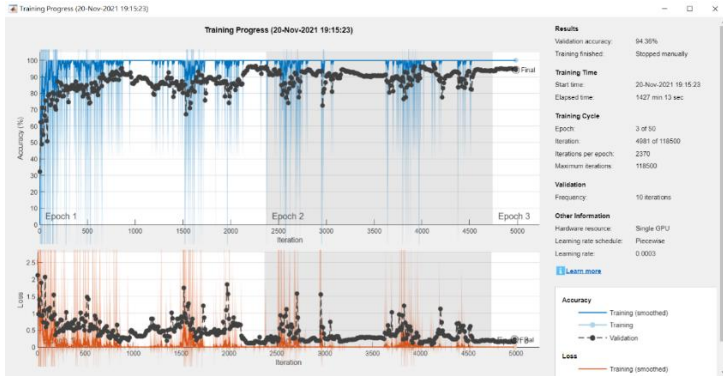 Training Progress (20-Nov-2021 19:15:23)
Training Progress (20-Nov-2021 19:15:23)
Accuracy (%)
100
90
80
70
60
50
40
30
20
10
0
Final
Epoch 1
Epoch 2
Epoch 3
0 500 1000 1500 2000 2500 3000 3500 4000 4500 5000
Iteration
Loss
2.5
2
1.5
1
0.5
0
0 500 1000 1500 2000 2500 3000 3500 4000 4500 5000
Iteration
Results
Validation accuracy: 94.36%
Training finished: Stopped manually
Training Time
Start time: 20-Nov-2021 19:15:23
Elapsed time: 1427 min 13 sec
Training Cycle
Epoch: 3 of 50
Iteration: 4981 of 118500
Iterations per epoch: 2370
Maximum iterations: 118500
Validation
Frequency: 10 iterations
Other Information
Hardware resource: Single GPU
Learning rate schedule: Piecewise
Learning rate: 0.0003
Learn more
Accuracy
Training (smoothed)
Training
Validation
Loss
Training (smoothed)